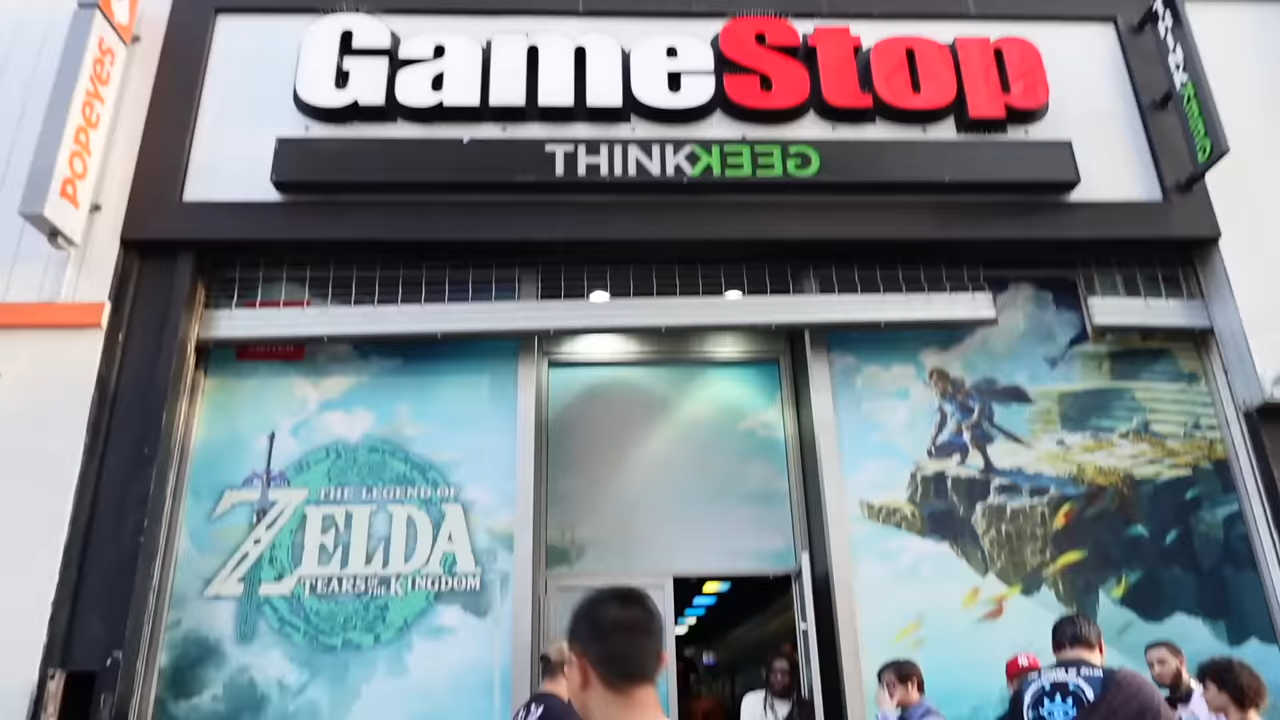 POPEYES
GameStop
THINKGEEK
THE LEGEND OF
ZELDA
TEARS OF THE KINGDOM